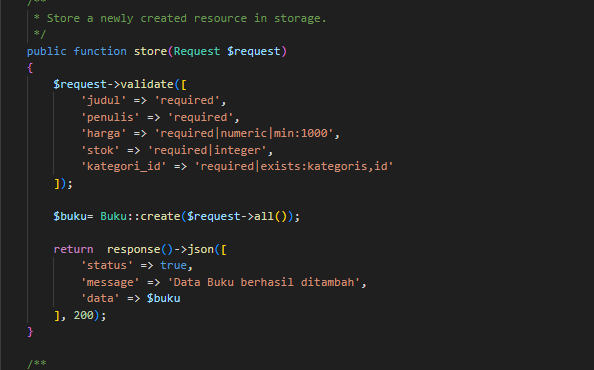 /**
 * Store a newly created resource in storage.
 */
public function store(Request $request)
{
    $request->validate([
        'judul' => 'required',
        'penulis' => 'required',
        'harga' => 'required|numeric|min:1000',
        'stok' => 'required|integer',
        'kategori_id' => 'required|exists:kategoris,id'
    ]);
    $buku= Buku::create($request->all());
    return  response()->json([
        'status' => true,
        'message' => 'Data Buku berhasil ditambah',
        'data' => $buku
    ], 200);
}
/**